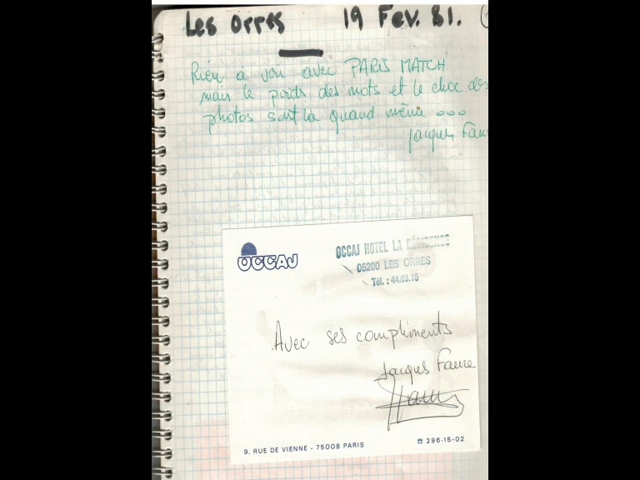 Les Orres 19 Fev. 81.
Rien à voir avec PARIS MATCH
mais le poids des mots et le choc des
photos sont là quand même ...
Jacques Faure
OCCAJ
OCCAJ HOTEL LA RÉSIDENCE
05200 LES ORRES
Tél. : 44.03.16
Avec ses compliments
Jacques Faure
9, RUE DE VIENNE - 75008 PARIS
☎ 296-15-02